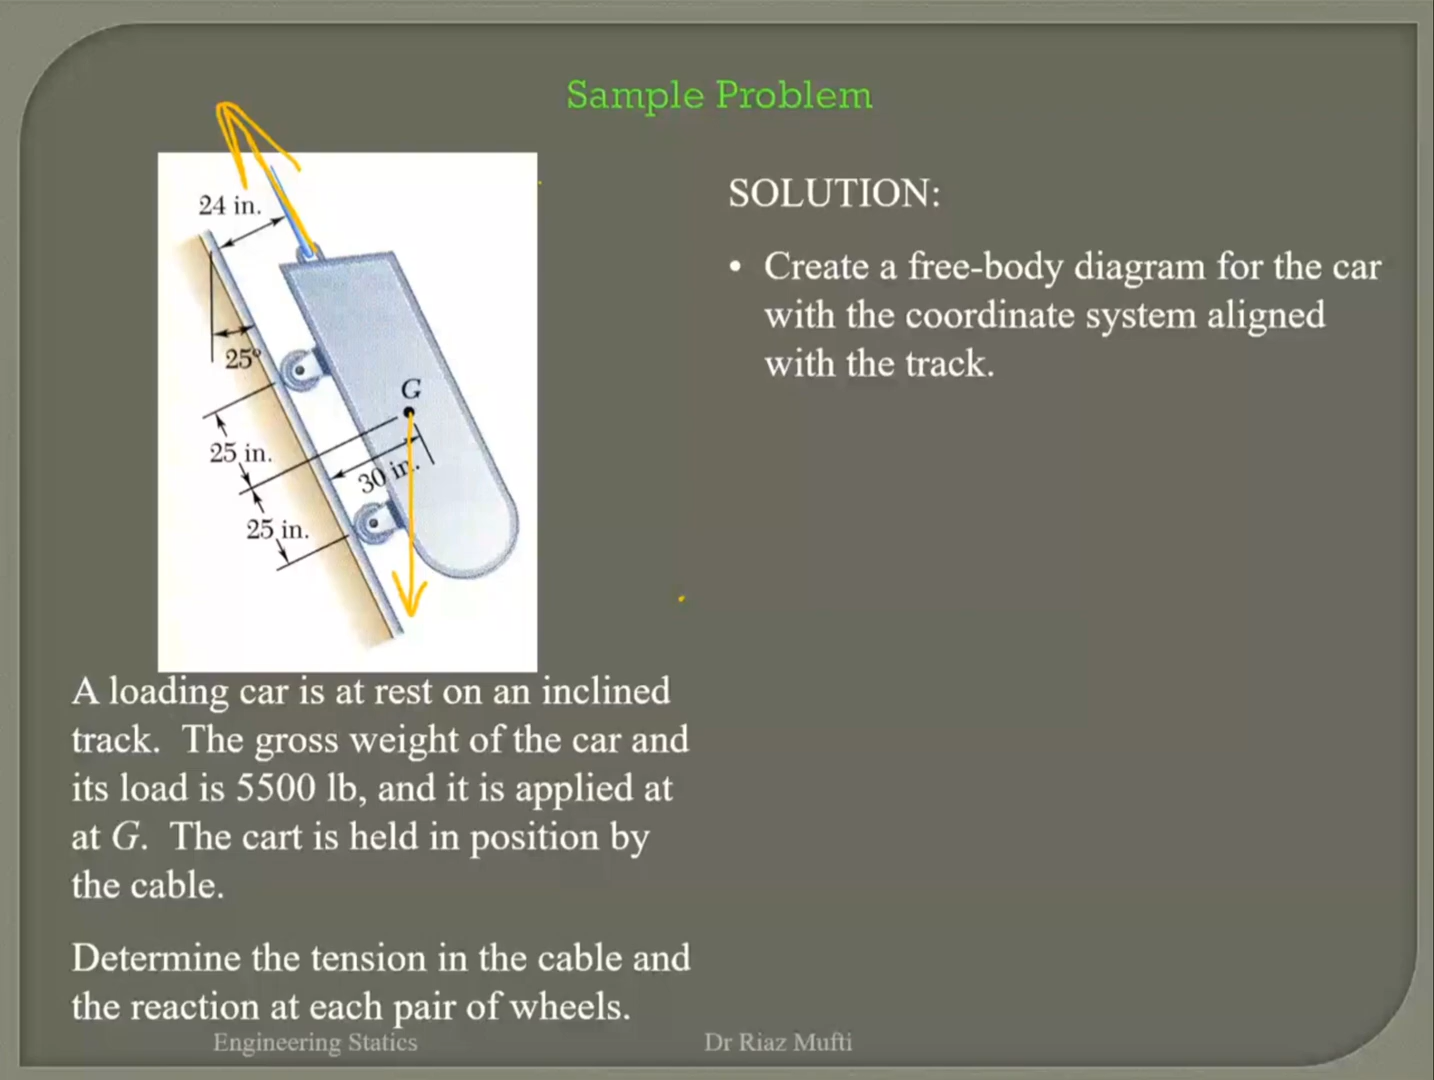 Sample Problem
24 in.
25°
G
25 in.
30 in.
25 in.
SOLUTION:
• Create a free-body diagram for the car
with the coordinate system aligned
with the track.
A loading car is at rest on an inclined
track. The gross weight of the car and
its load is 5500 lb, and it is applied at
at G. The cart is held in position by
the cable.
Determine the tension in the cable and
the reaction at each pair of wheels.
Engineering Statics
Dr Riaz Mufti